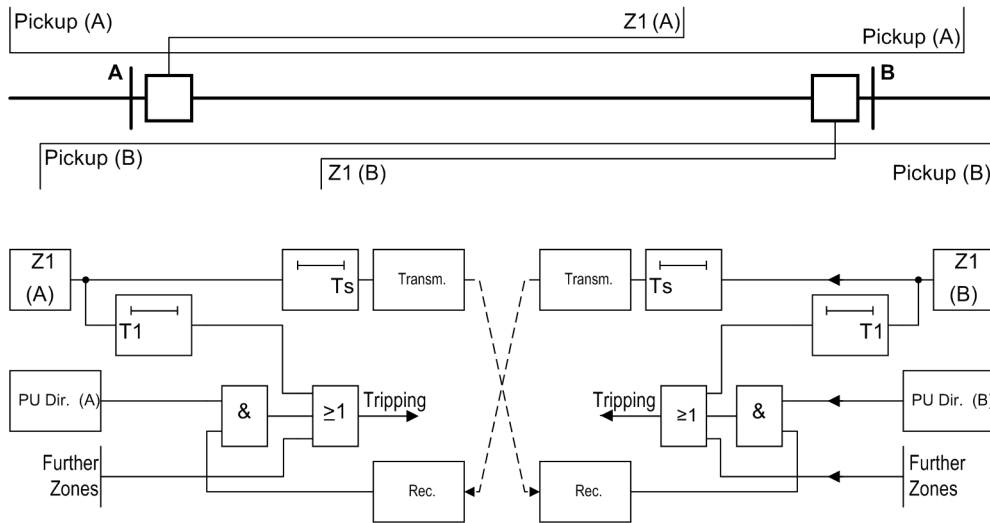 Pickup (A)
Z1 (A)
Pickup (A)
A
B
Pickup (B)
Z1 (B)
Pickup (B)
Z1
(A)
Ts
Transm.
Transm.
Ts
Z1
(B)
T1
T1
PU Dir. (A)
&
≥1
Tripping
Tripping
≥1
&
PU Dir. (B)
Further
Zones
Rec.
Rec.
Further
Zones